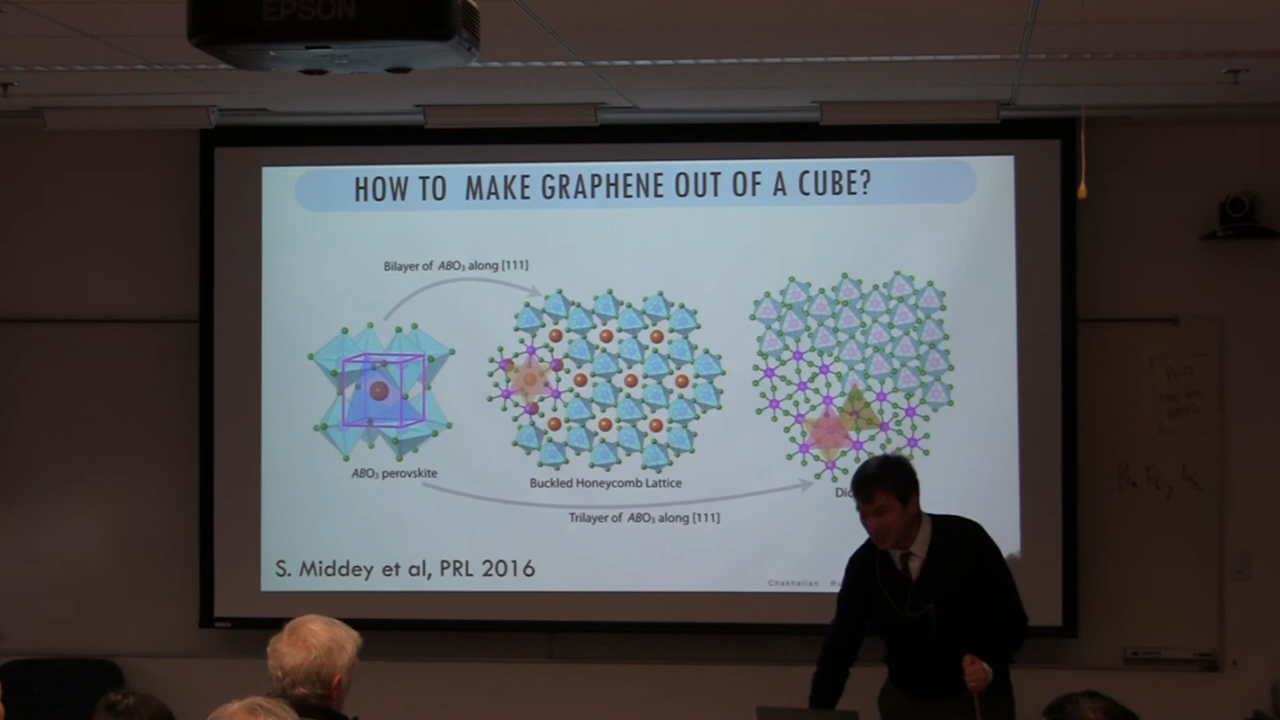 EPSON
HOW TO MAKE GRAPHENE OUT OF A CUBE?
Bilayer of ABO₃ along [111]
ABO₃ perovskite
Buckled Honeycomb Lattice
Trilayer of ABO₃ along [111]
S. Middey et al, PRL 2016
Chakhalian